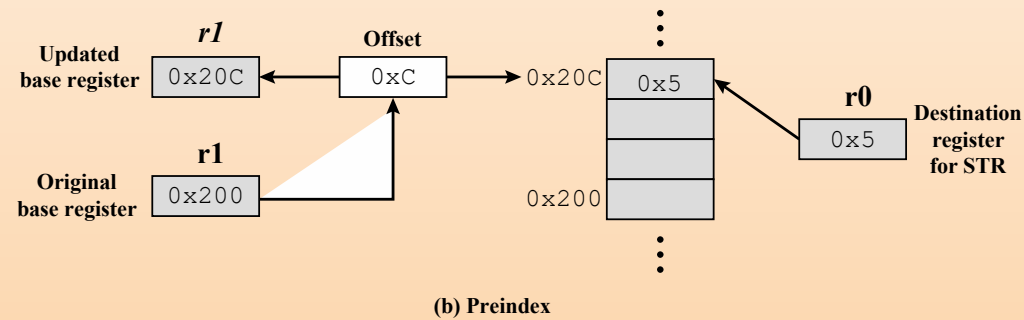 r1
Offset
Updated
base register
0x20C
0xC
0x20C
0x5
r0
0x5
Destination
register
for STR
r1
Original
base register
0x200
0x200
(b) Preindex